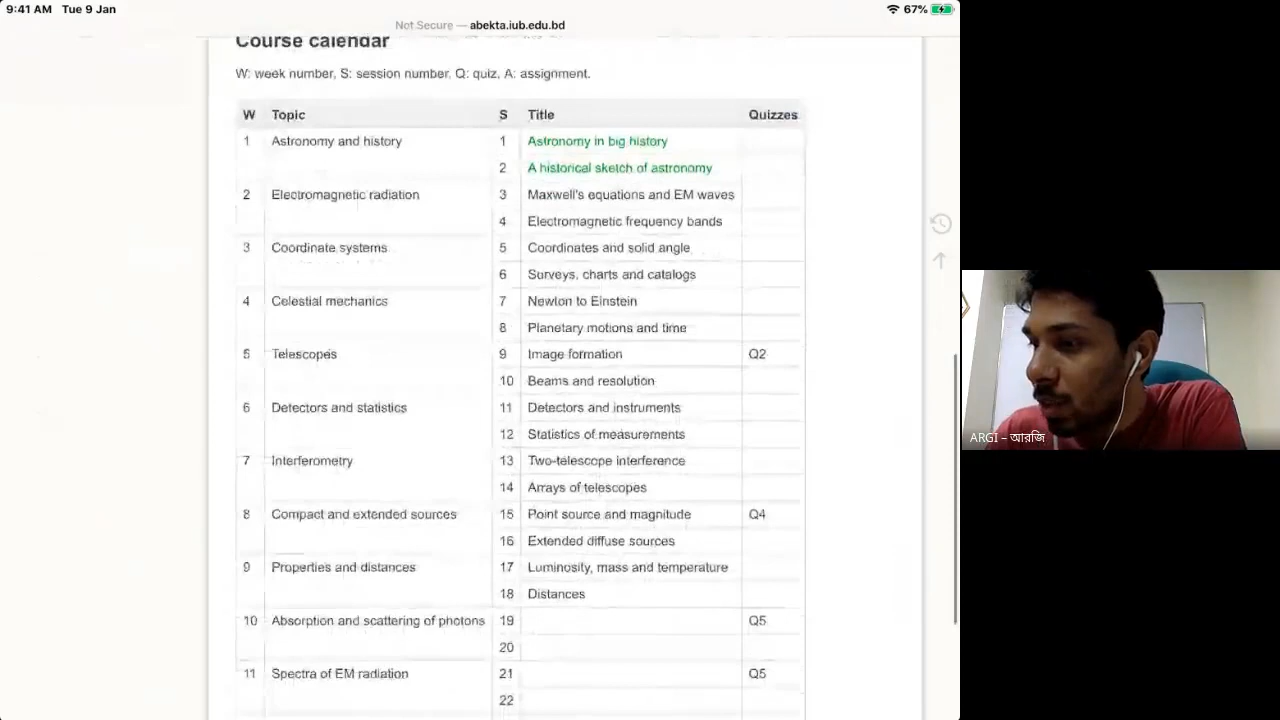 9:41 AM Tue 9 Jan
67%
Not Secure — abekta.iub.edu.bd
Course calendar
W: week number, S: session number, Q: quiz, A: assignment.
W Topic S Title Quizzes
1 Astronomy and history 1 Astronomy in big history
2 A historical sketch of astronomy
2 Electromagnetic radiation 3 Maxwell's equations and EM waves
4 Electromagnetic frequency bands
3 Coordinate systems 5 Coordinates and solid angle
6 Surveys, charts and catalogs
4 Celestial mechanics 7 Newton to Einstein
8 Planetary motions and time
5 Telescopes 9 Image formation Q2
10 Beams and resolution
6 Detectors and statistics 11 Detectors and instruments
12 Statistics of measurements
7 Interferometry 13 Two-telescope interference
14 Arrays of telescopes
8 Compact and extended sources 15 Point source and magnitude Q4
16 Extended diffuse sources
9 Properties and distances 17 Luminosity, mass and temperature
18 Distances
10 Absorption and scattering of photons 19 Q5
20
11 Spectra of EM radiation 21 Q5
22
ARGI – আরজি